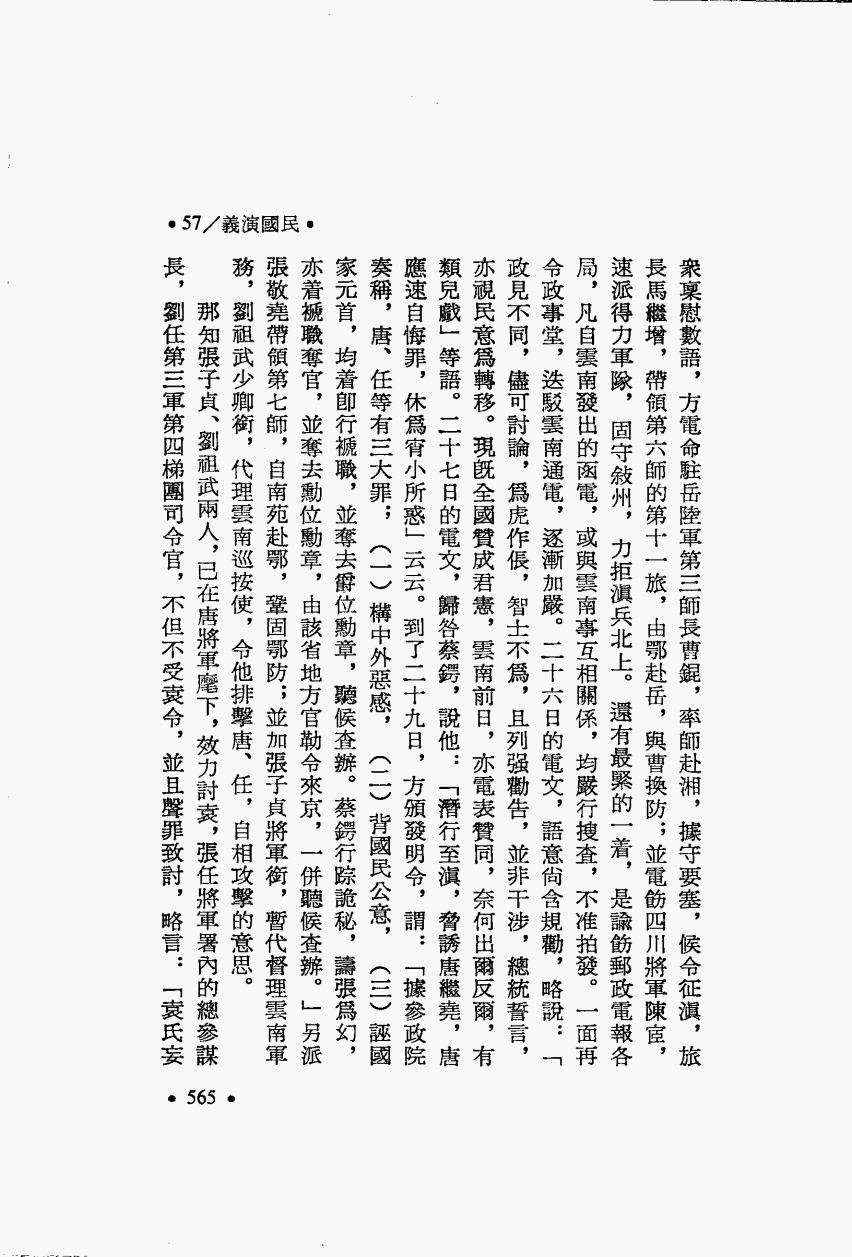 •57／義演國民•
衆稟慰數語，方電命駐岳陸軍第三師長曹錕，率師赴湘，據守要塞，候令征滇，旅
長馬繼增，帶領第六師的第十一旅，由鄂赴岳，與曹換防；並電飭四川將軍陳宧，
速派得力軍隊，固守敍州，力拒滇兵北上。還有最緊的一着，是諭飭郵政電報各
局，凡自雲南發出的函電，或與雲南事互相關係，均嚴行搜查，不准拍發。一面再
令政事堂，迭駁雲南通電，逐漸加嚴。二十六日的電文，語意尙含規勸，略說：「
政見不同，儘可討論，爲虎作倀，智士不爲，且列强勸告，並非干涉，總統誓言，
亦視民意爲轉移。現旣全國贊成君憲，雲南前日，亦電表贊同，奈何出爾反爾，有
類兒戲」等語。二十七日的電文，歸咎蔡鍔，說他：「潛行至滇，脅誘唐繼堯，唐
應速自悔罪，休爲宵小所惑」云云。到了二十九日，方頒發明令，謂：「據參政院
奏稱，唐、任等有三大罪；（一）構中外惡感，（二）背國民公意，（三）誣國
家元首，均着卽行褫職，並奪去爵位勳章，聽候查辦。蔡鍔行踪詭秘，譸張爲幻，
亦着褫職奪官，並奪去勳位勳章，由該省地方官勒令來京，一併聽候查辦。」另派
張敬堯帶領第七師，自南苑赴鄂，鞏固鄂防；並加張子貞將軍銜，暫代督理雲南軍
務，劉祖武少卿銜，代理雲南巡按使，令他排擊唐、任，自相攻擊的意思。
那知張子貞、劉祖武兩人，已在唐將軍麾下，效力討袁，張任將軍署內的總參謀
長，劉任第三軍第四梯團司令官，不但不受袁令，並且聲罪致討，略言：「袁氏妄
•565•